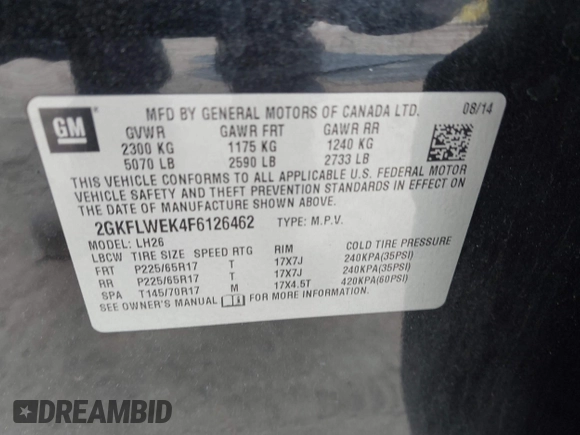 GM
MFD BY GENERAL MOTORS OF CANADA LTD. 08/14
GVWR GAWR FRT GAWR RR
2300 KG 1175 KG 1240 KG
5070 LB 2590 LB 2733 LB
THIS VEHICLE CONFORMS TO ALL APPLICABLE U.S. FEDERAL MOTOR
VEHICLE SAFETY AND THEFT PREVENTION STANDARDS IN EFFECT ON
THE DATE OF MANUFACTURE SHOWN ABOVE.
2GKFLWEK4F6126462 TYPE: M.P.V.
MODEL: LH26
LBCW TIRE SIZE SPEED RTG RIM COLD TIRE PRESSURE
FRT P225/65R17 T 17X7J 240KPA(35PSI)
RR P225/65R17 T 17X7J 240KPA(35PSI)
SPA T145/70R17 M 17X4.5T 420KPA(60PSI)
SEE OWNER'S MANUAL FOR MORE INFORMATION.
DREAMBID